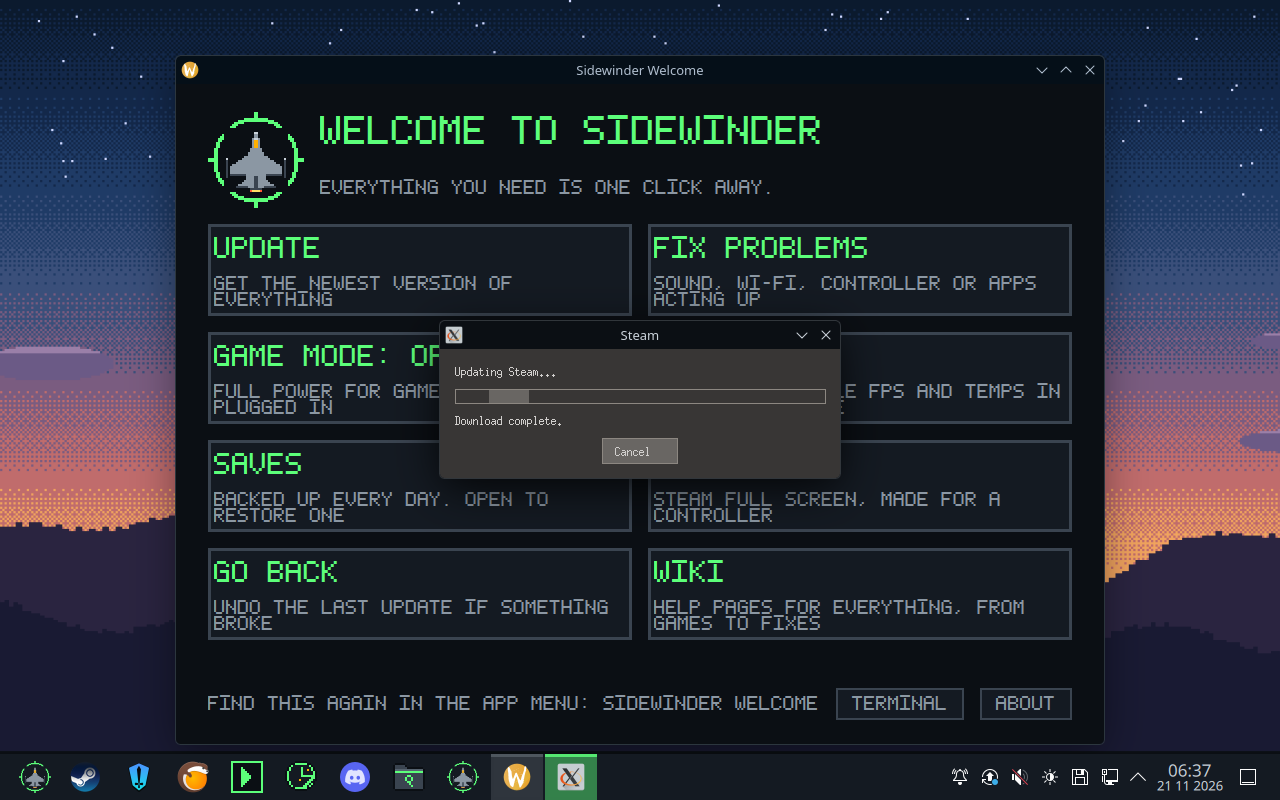 Sidewinder Welcome
WELCOME TO SIDEWINDER
EVERYTHING YOU NEED IS ONE CLICK AWAY.
UPDATE
GET THE NEWEST VERSION OF
EVERYTHING
FIX PROBLEMS
SOUND, WI-FI, CONTROLLER OR APPS
ACTING UP
GAME MODE:
FULL POWER FOR GAME
PLUGGED IN
FPS AND TEMPS IN
Steam
Updating Steam...
Download complete.
Cancel
SAVES
BACKED UP EVERY DAY. OPEN TO
RESTORE ONE
STEAM FULL SCREEN, MADE FOR A
CONTROLLER
GO BACK
UNDO THE LAST UPDATE IF SOMETHING
BROKE
WIKI
HELP PAGES FOR EVERYTHING, FROM
GAMES TO FIXES
FIND THIS AGAIN IN THE APP MENU: SIDEWINDER WELCOME
TERMINAL
ABOUT
06:37
21 11 2026